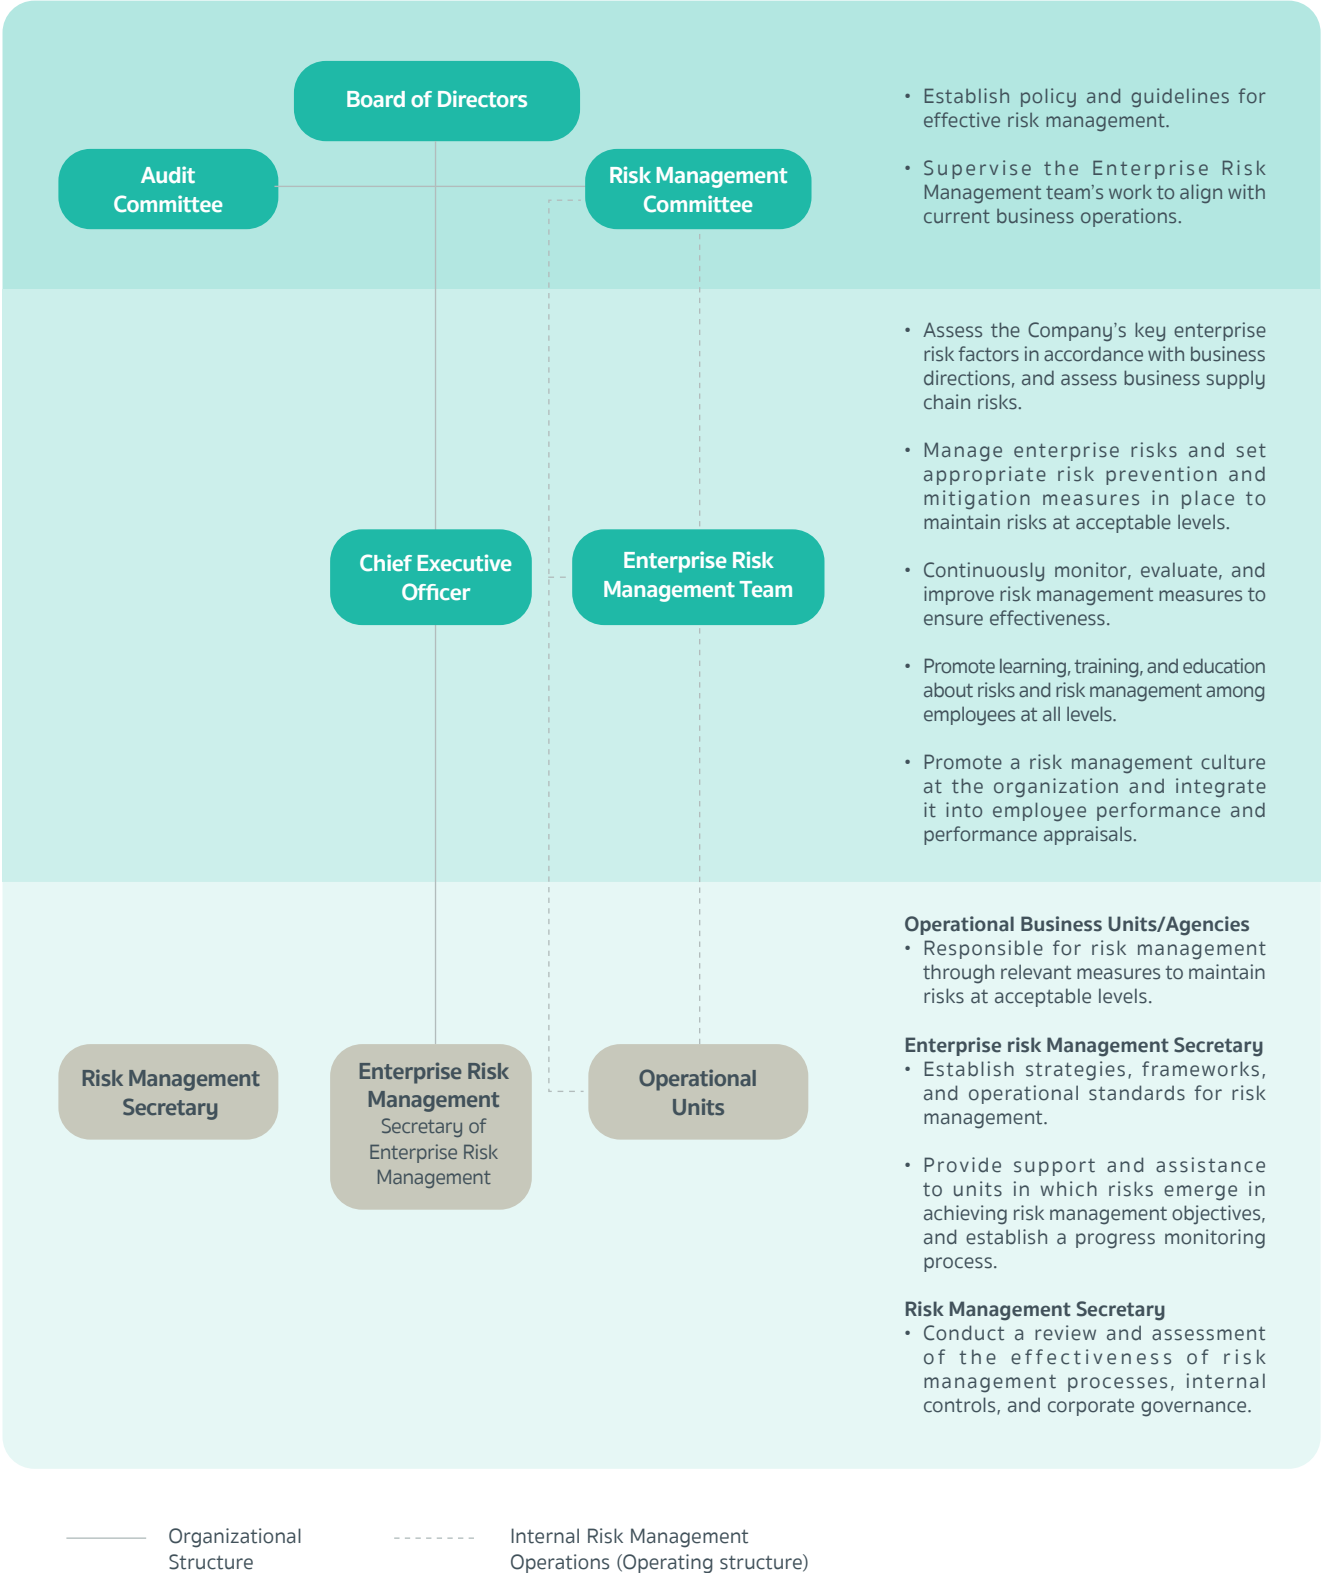 Board of Directors
Audit
Committee
Risk Management
Committee
• Establish policy and guidelines for
effective risk management.
• Supervise the Enterprise Risk
Management team's work to align with
current business operations.
Chief Executive
Officer
Enterprise Risk
Management Team
• Assess the Company's key enterprise
risk factors in accordance with business
directions, and assess business supply
chain risks.
• Manage enterprise risks and set
appropriate risk prevention and
mitigation measures in place to
maintain risks at acceptable levels.
• Continuously monitor, evaluate, and
improve risk management measures to
ensure effectiveness.
• Promote learning, training, and education
about risks and risk management among
employees at all levels.
• Promote a risk management culture
at the organization and integrate
it into employee performance and
performance appraisals.
Risk Management
Secretary
Enterprise Risk
Management
Secretary of
Enterprise Risk
Management
Operational
Units
Operational Business Units/Agencies
• Responsible for risk management
through relevant measures to maintain
risks at acceptable levels.
Enterprise risk Management Secretary
• Establish strategies, frameworks,
and operational standards for risk
management.
• Provide support and assistance
to units in which risks emerge in
achieving risk management objectives,
and establish a progress monitoring
process.
Risk Management Secretary
• Conduct a review and assessment
of the effectiveness of risk
management processes, internal
controls, and corporate governance.
Organizational
Structure
Internal Risk Management
Operations (Operating structure)